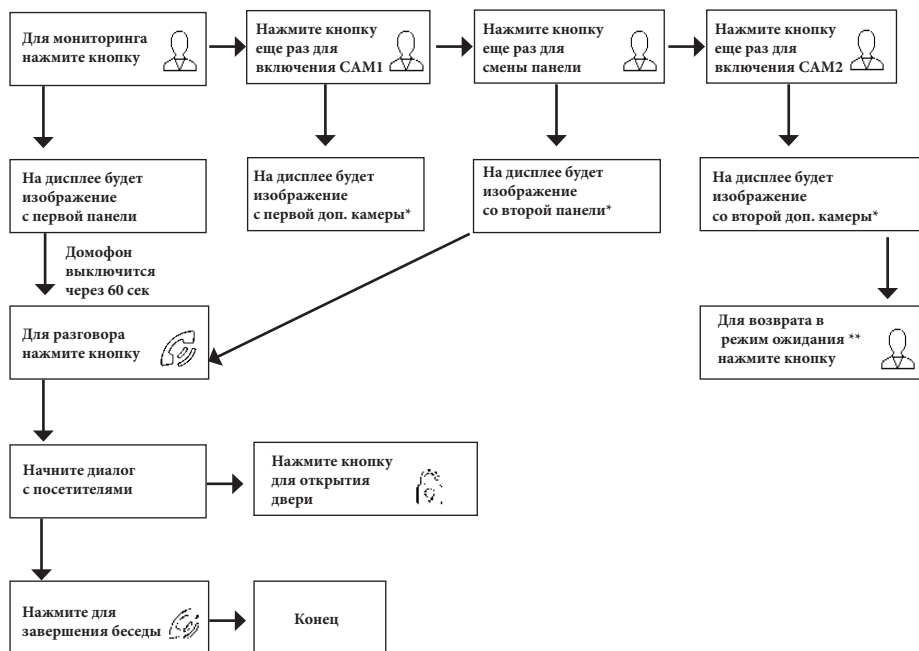 Для мониторинга
нажмите кнопку
Нажмите кнопку
еще раз для
включения CAM1
Нажмите кнопку
еще раз для
смены панели
Нажмите кнопку
еще раз для
включения CAM2
На дисплее будет
изображение
с первой панели
На дисплее будет
изображение
с первой доп. камеры*
На дисплее будет
изображение
со второй панели*
На дисплее будет
изображение
со второй доп. камеры*
Домофон
выключится
через 60 сек
Для разговора
нажмите кнопку
Для возврата в
режим ожидания **
нажмите кнопку
Начните диалог
с посетителями
Нажмите кнопку
для открытия
двери
Нажмите для
завершения беседы
Конец